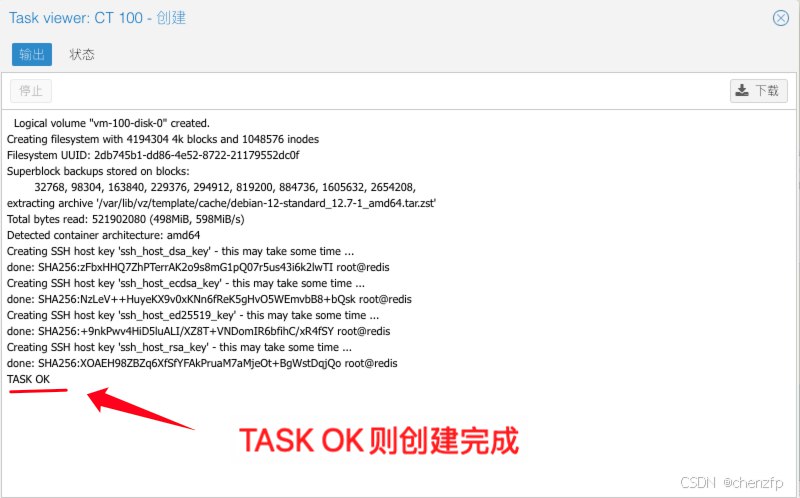 Task viewer: CT 100 - 创建
输出 状态
停止 下载
Logical volume "vm-100-disk-0" created.
Creating filesystem with 4194304 4k blocks and 1048576 inodes
Filesystem UUID: 2db745b1-dd86-4e52-8722-21179552dc0f
Superblock backups stored on blocks:
32768, 98304, 163840, 229376, 294912, 819200, 884736, 1605632, 2654208,
extracting archive '/var/lib/vz/template/cache/debian-12-standard_12.7-1_amd64.tar.zst'
Total bytes read: 521902080 (498MiB, 598MiB/s)
Detected container architecture: amd64
Creating SSH host key 'ssh_host_dsa_key' - this may take some time ...
done: SHA256:zFbxHHQ7ZhPTerrAK2o9s8mG1pQ07r5us43i6k2lwTI root@redis
Creating SSH host key 'ssh_host_ecdsa_key' - this may take some time ...
done: SHA256:NzLeV++HuyeKX9v0xKNn6fReK5gHvO5WEmvbB8+bQsk root@redis
Creating SSH host key 'ssh_host_ed25519_key' - this may take some time ...
done: SHA256:+9nkPwv4HiD5luALI/XZ8T+VNDomIR6bfihC/xR4fSY root@redis
Creating SSH host key 'ssh_host_rsa_key' - this may take some time ...
done: SHA256:XOAEH98ZBZq6XfSfYFAkPruaM7aMjeOt+BgWstDqjQo root@redis
TASK OK
TASK OK则创建完成
CSDN @chenzfp